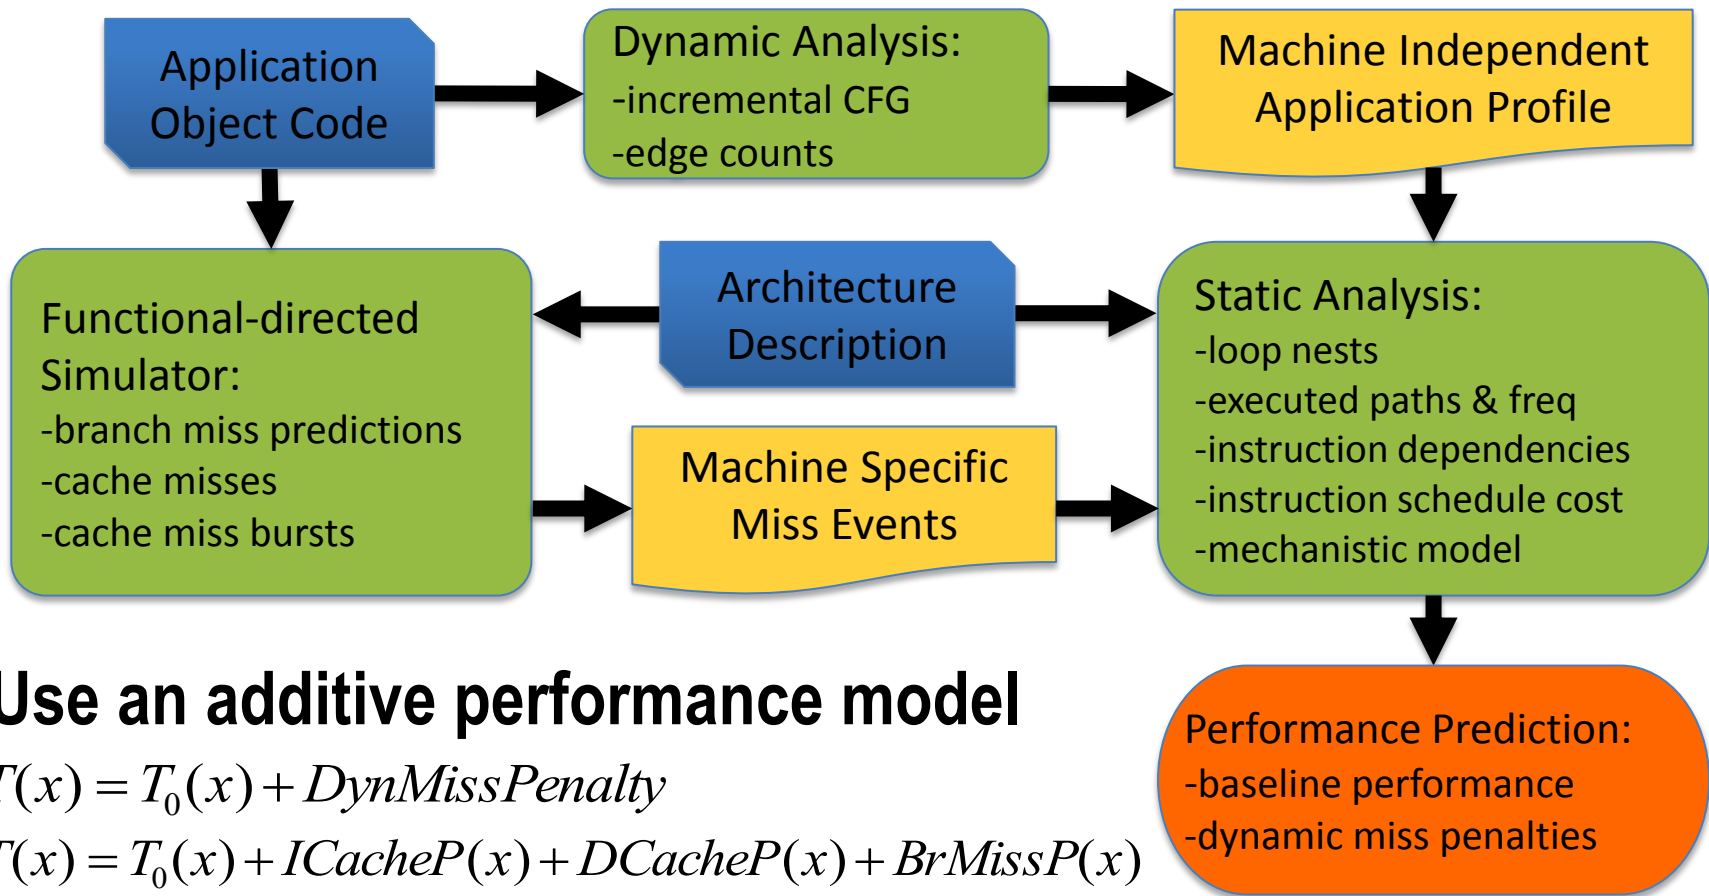 Application
Object Code
Dynamic Analysis:
-incremental CFG
-edge counts
Machine Independent
Application Profile
Functional-directed
Simulator:
-branch miss predictions
-cache misses
-cache miss bursts
Architecture
Description
Machine Specific
Miss Events
Static Analysis:
-loop nests
-executed paths & freq
-instruction dependencies
-instruction schedule cost
-mechanistic model
Use an additive performance model
T(x) = T₀(x) + DynMissPenalty
T(x) = T₀(x) + ICacheP(x) + DCacheP(x) + BrMissP(x)
Performance Prediction:
-baseline performance
-dynamic miss penalties